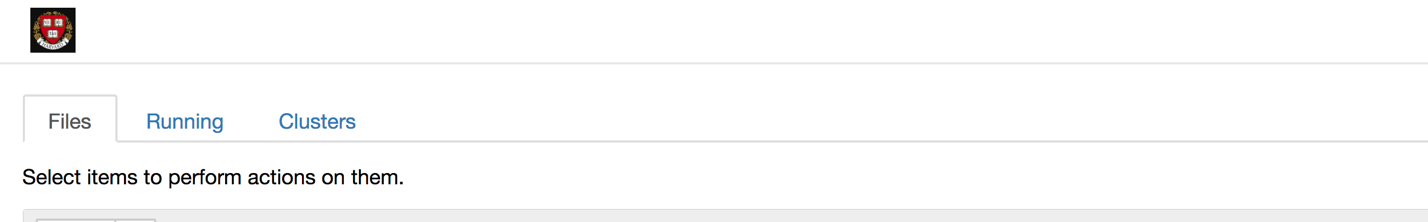 Files Running Clusters
Select items to perform actions on them.